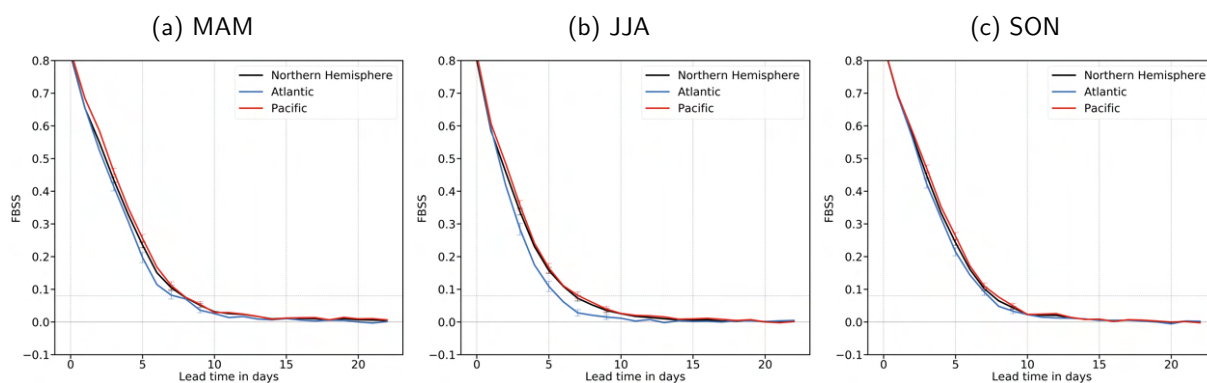 (a) MAM
0.8
0.7
0.6
0.5
0.4
0.3
0.2
0.1
0.0
−0.1
FBSS
Northern Hemisphere
Atlantic
Pacific
0 5 10 15 20
Lead time in days
(b) JJA
0.8
0.7
0.6
0.5
0.4
0.3
0.2
0.1
0.0
−0.1
FBSS
Northern Hemisphere
Atlantic
Pacific
0 5 10 15 20
Lead time in days
(c) SON
0.8
0.7
0.6
0.5
0.4
0.3
0.2
0.1
0.0
−0.1
FBSS
Northern Hemisphere
Atlantic
Pacific
0 5 10 15 20
Lead time in days